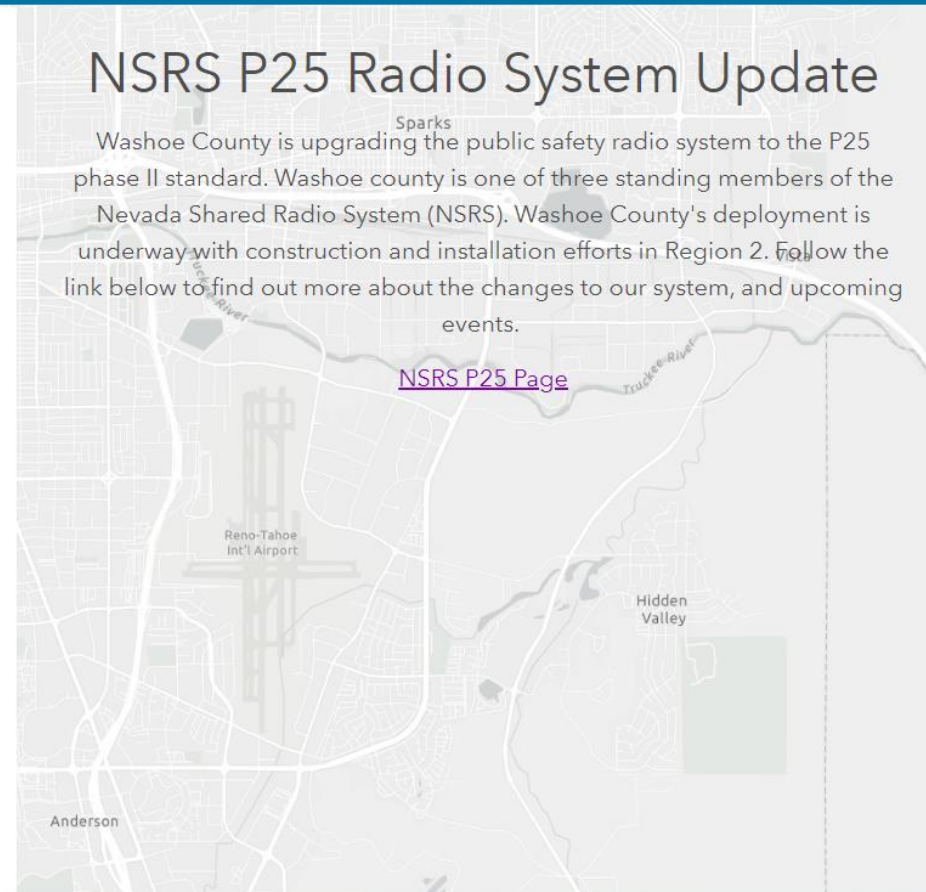 NSRS P25 Radio System Update
Sparks
Washoe County is upgrading the public safety radio system to the P25
phase II standard. Washoe county is one of three standing members of the
Nevada Shared Radio System (NSRS). Washoe County's deployment is
underway with construction and installation efforts in Region 2. Follow the
Vista
link below to find out more about the changes to our system, and upcoming
Truckee River
events.
NSRS P25 Page
Truckee River
Reno-Tahoe
Int'l Airport
Hidden
Valley
Anderson